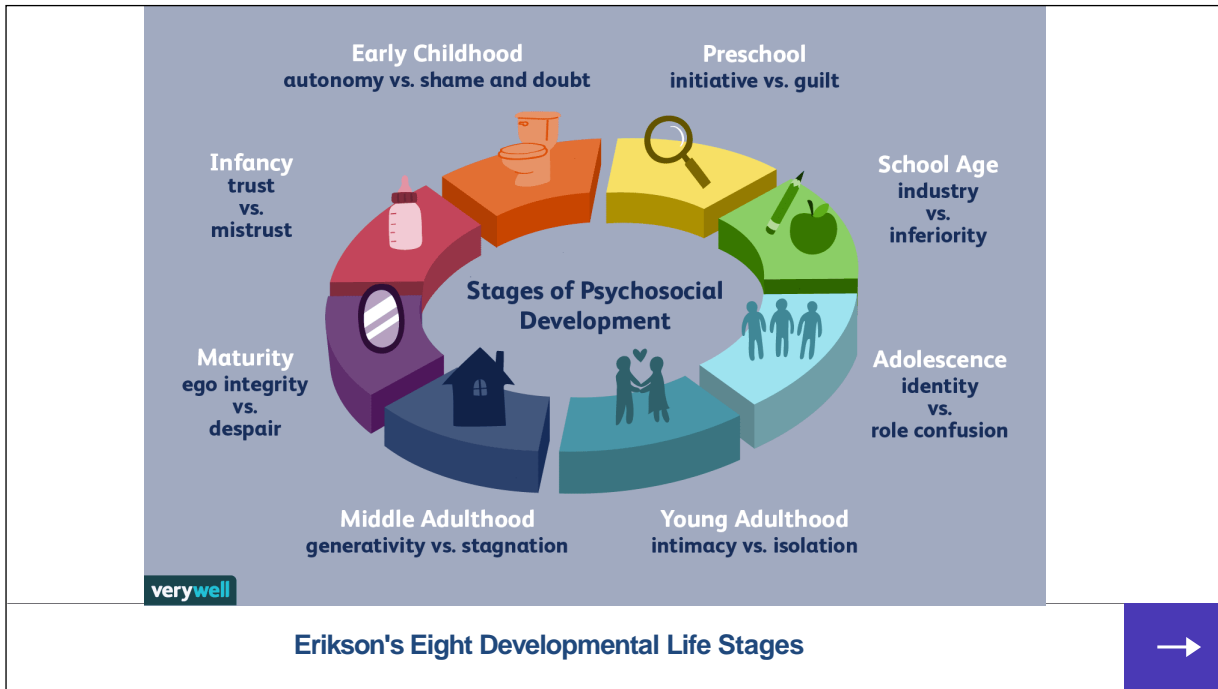 Early Childhood
autonomy vs. shame and doubt
Preschool
initiative vs. guilt
Infancy
trust
vs.
mistrust
School Age
industry
vs.
inferiority
Stages of Psychosocial
Development
Maturity
ego integrity
vs.
despair
Adolescence
identity
vs.
role confusion
Middle Adulthood
generativity vs. stagnation
Young Adulthood
intimacy vs. isolation
verywell
Erikson's Eight Developmental Life Stages